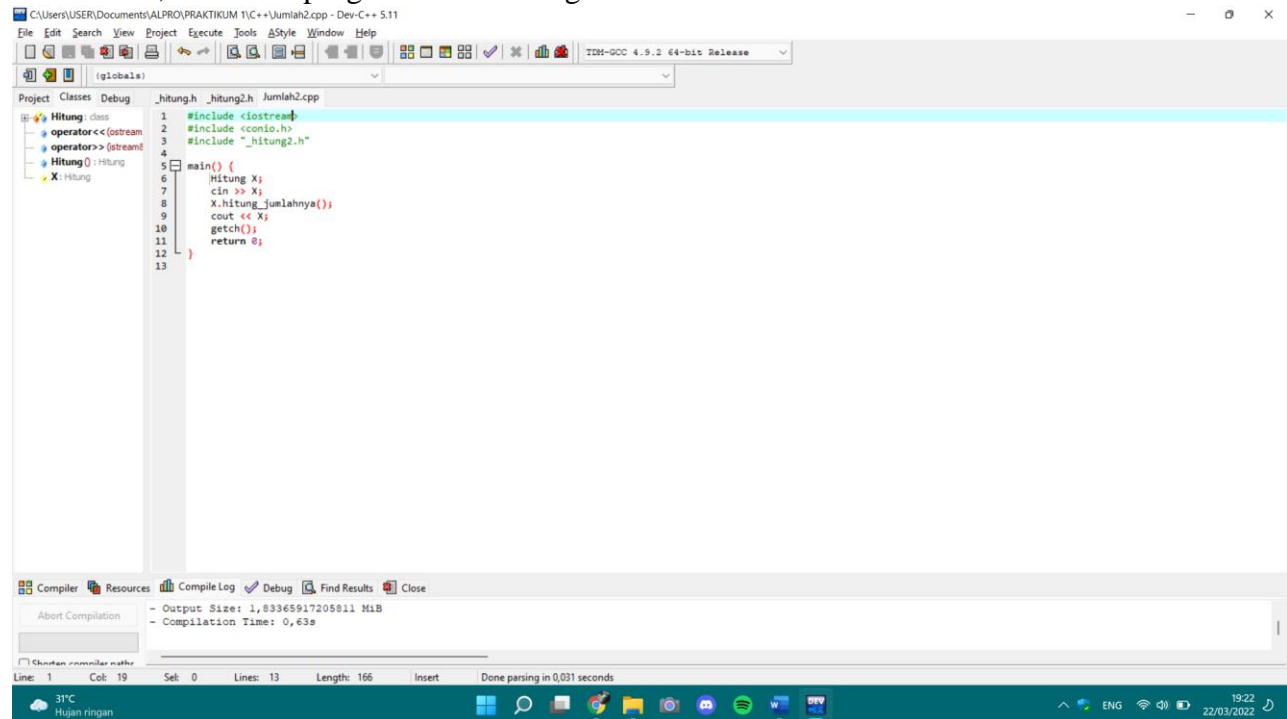 C:\Users\USER\Documents\ALPRO\PRAKTIKUM 1\C++\Jumlah2.cpp - Dev-C++ 5.11
File Edit Search View Project Execute Tools AStyle Window Help
TDM-GCC 4.9.2 64-bit Release
(globals)
Project Classes Debug
_hitung.h _hitung2.h Jumlah2.cpp
Hitung : class
operator<< (ostream
operator>> (istream&
Hitung () : Hitung
X : Hitung
1 #include <iostream>
2 #include <conio.h>
3 #include "_hitung2.h"
4
5 main() {
6 Hitung X;
7 cin >> X;
8 X.hitung_jumlahnya();
9 cout << X;
10 getch();
11 return 0;
12 }
13
Compiler Resources Compile Log Debug Find Results Close
Abort Compilation
- Output Size: 1,83365917205811 MiB
- Compilation Time: 0,63s
Shorten compiler paths
Line: 1 Col: 19 Sel: 0 Lines: 13 Length: 166 Insert Done parsing in 0,031 seconds
31°C
Hujan ringan
ENG
19:22
22/03/2022